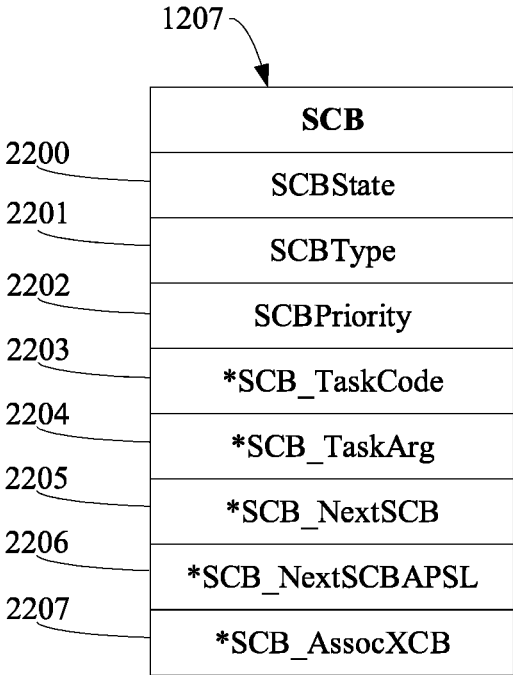 1207
SCB
2200
SCBState
2201
SCBType
2202
SCBPriority
2203
*SCB_TaskCode
2204
*SCB_TaskArg
2205
*SCB_NextSCB
2206
*SCB_NextSCBAPSL
2207
*SCB_AssocXCB